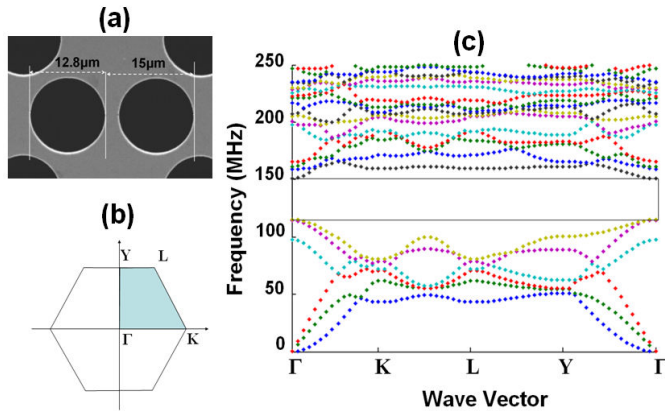 (a)
12.8μm 15μm
(b)
Y L
Γ K
(c)
Frequency (MHz)
250
200
150
100
50
0
Γ K L Y Γ
Wave Vector